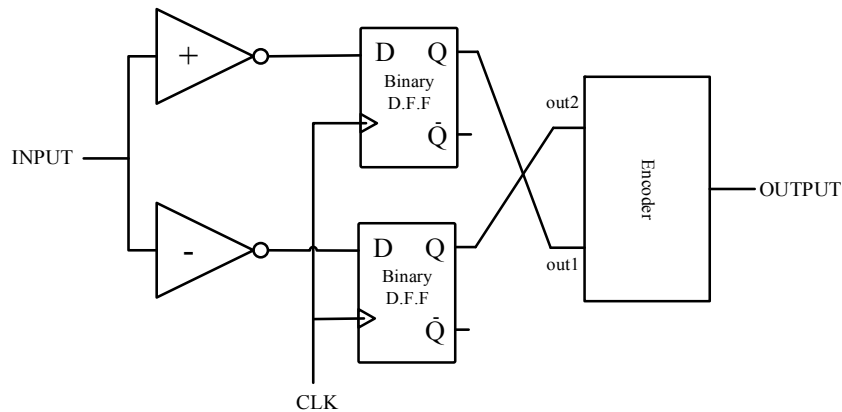 +
D Q
Binary
D.F.F
Q̄
out2
INPUT
Encoder
OUTPUT
-
D Q
Binary
D.F.F
Q̄
out1
CLK